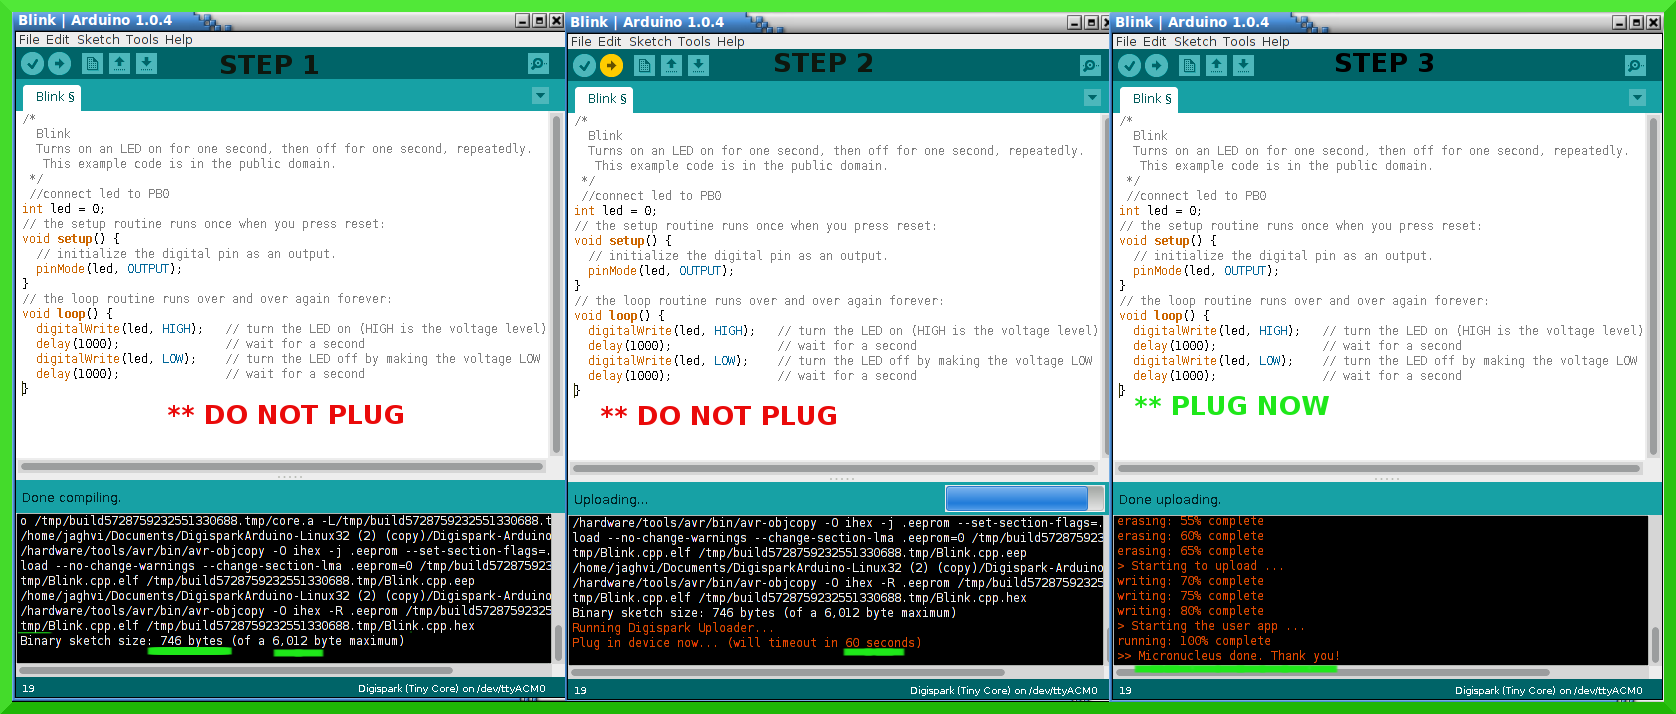 Blink | Arduino 1.0.4
File Edit Sketch Tools Help
STEP 1
Blink §
/*
Blink
Turns on an LED on for one second, then off for one second, repeatedly.
This example code is in the public domain.
*/
//connect led to PB0
int led = 0;
// the setup routine runs once when you press reset:
void setup() {
// initialize the digital pin as an output.
pinMode(led, OUTPUT);
}
// the loop routine runs over and over again forever:
void loop() {
digitalWrite(led, HIGH);   // turn the LED on (HIGH is the voltage level)
delay(1000);               // wait for a second
digitalWrite(led, LOW);    // turn the LED off by making the voltage LOW
delay(1000);               // wait for a second
}
** DO NOT PLUG
Done compiling.
o /tmp/build5728759232551330688.tmp/core.a -L/tmp/build5728759232551330688.t
/home/jaghvi/Documents/DigisparkArduino-Linux32 (2) (copy)/Digispark-Arduino
/hardware/tools/avr/bin/avr-objcopy -O ihex -j .eeprom --set-section-flags=.
load --no-change-warnings --change-section-lma .eeprom=0 /tmp/build572875923
tmp/Blink.cpp.elf /tmp/build5728759232551330688.tmp/Blink.cpp.eep
/home/jaghvi/Documents/DigisparkArduino-Linux32 (2) (copy)/Digispark-Arduino
/hardware/tools/avr/bin/avr-objcopy -O ihex -R .eeprom /tmp/build57287592325
tmp/Blink.cpp.elf /tmp/build5728759232551330688.tmp/Blink.cpp.hex
Binary sketch size: 746 bytes (of a 6,012 byte maximum)
19
Digispark (Tiny Core) on /dev/ttyACM0
Blink | Arduino 1.0.4
File Edit Sketch Tools Help
STEP 2
Blink §
/*
Blink
Turns on an LED on for one second, then off for one second, repeatedly.
This example code is in the public domain.
*/
//connect led to PB0
int led = 0;
// the setup routine runs once when you press reset:
void setup() {
// initialize the digital pin as an output.
pinMode(led, OUTPUT);
}
// the loop routine runs over and over again forever:
void loop() {
digitalWrite(led, HIGH);   // turn the LED on (HIGH is the voltage level)
delay(1000);               // wait for a second
digitalWrite(led, LOW);    // turn the LED off by making the voltage LOW
delay(1000);               // wait for a second
}
** DO NOT PLUG
Uploading...
/hardware/tools/avr/bin/avr-objcopy -O ihex -j .eeprom --set-section-flags=.
load --no-change-warnings --change-section-lma .eeprom=0 /tmp/build572875923
tmp/Blink.cpp.elf /tmp/build5728759232551330688.tmp/Blink.cpp.eep
/home/jaghvi/Documents/DigisparkArduino-Linux32 (2) (copy)/Digispark-Arduino
/hardware/tools/avr/bin/avr-objcopy -O ihex -R .eeprom /tmp/build57287592325
tmp/Blink.cpp.elf /tmp/build5728759232551330688.tmp/Blink.cpp.hex
Binary sketch size: 746 bytes (of a 6,012 byte maximum)
Running Digispark Uploader...
Plug in device now... (will timeout in 60 seconds)
19
Digispark (Tiny Core) on /dev/ttyACM0
Blink | Arduino 1.0.4
File Edit Sketch Tools Help
STEP 3
Blink §
/*
Blink
Turns on an LED on for one second, then off for one second, repeatedly.
This example code is in the public domain.
*/
//connect led to PB0
int led = 0;
// the setup routine runs once when you press reset:
void setup() {
// initialize the digital pin as an output.
pinMode(led, OUTPUT);
}
// the loop routine runs over and over again forever:
void loop() {
digitalWrite(led, HIGH);   // turn the LED on (HIGH is the voltage level)
delay(1000);               // wait for a second
digitalWrite(led, LOW);    // turn the LED off by making the voltage LOW
delay(1000);               // wait for a second
}
** PLUG NOW
Done uploading.
erasing: 55% complete
erasing: 60% complete
erasing: 65% complete
> Starting to upload ...
writing: 70% complete
writing: 75% complete
writing: 80% complete
> Starting the user app ...
running: 100% complete
>> Micronucleus done. Thank you!
19
Digispark (Tiny Core) on /dev/ttyACM0